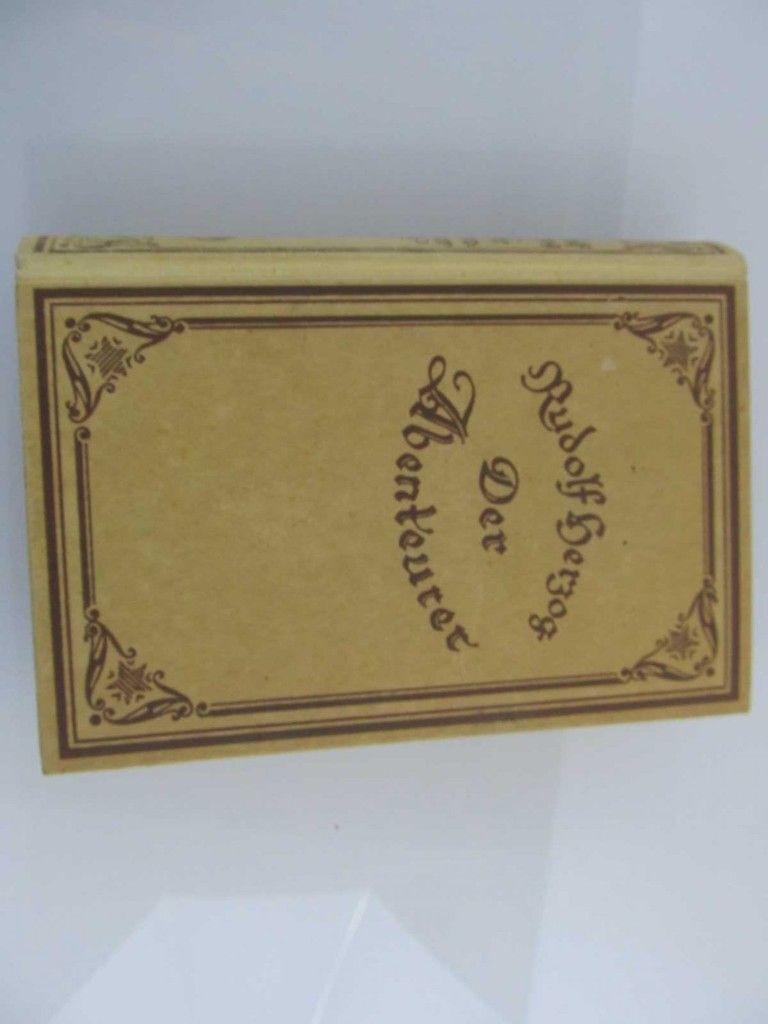 Rudolf Herzog
Der
Abenteurer